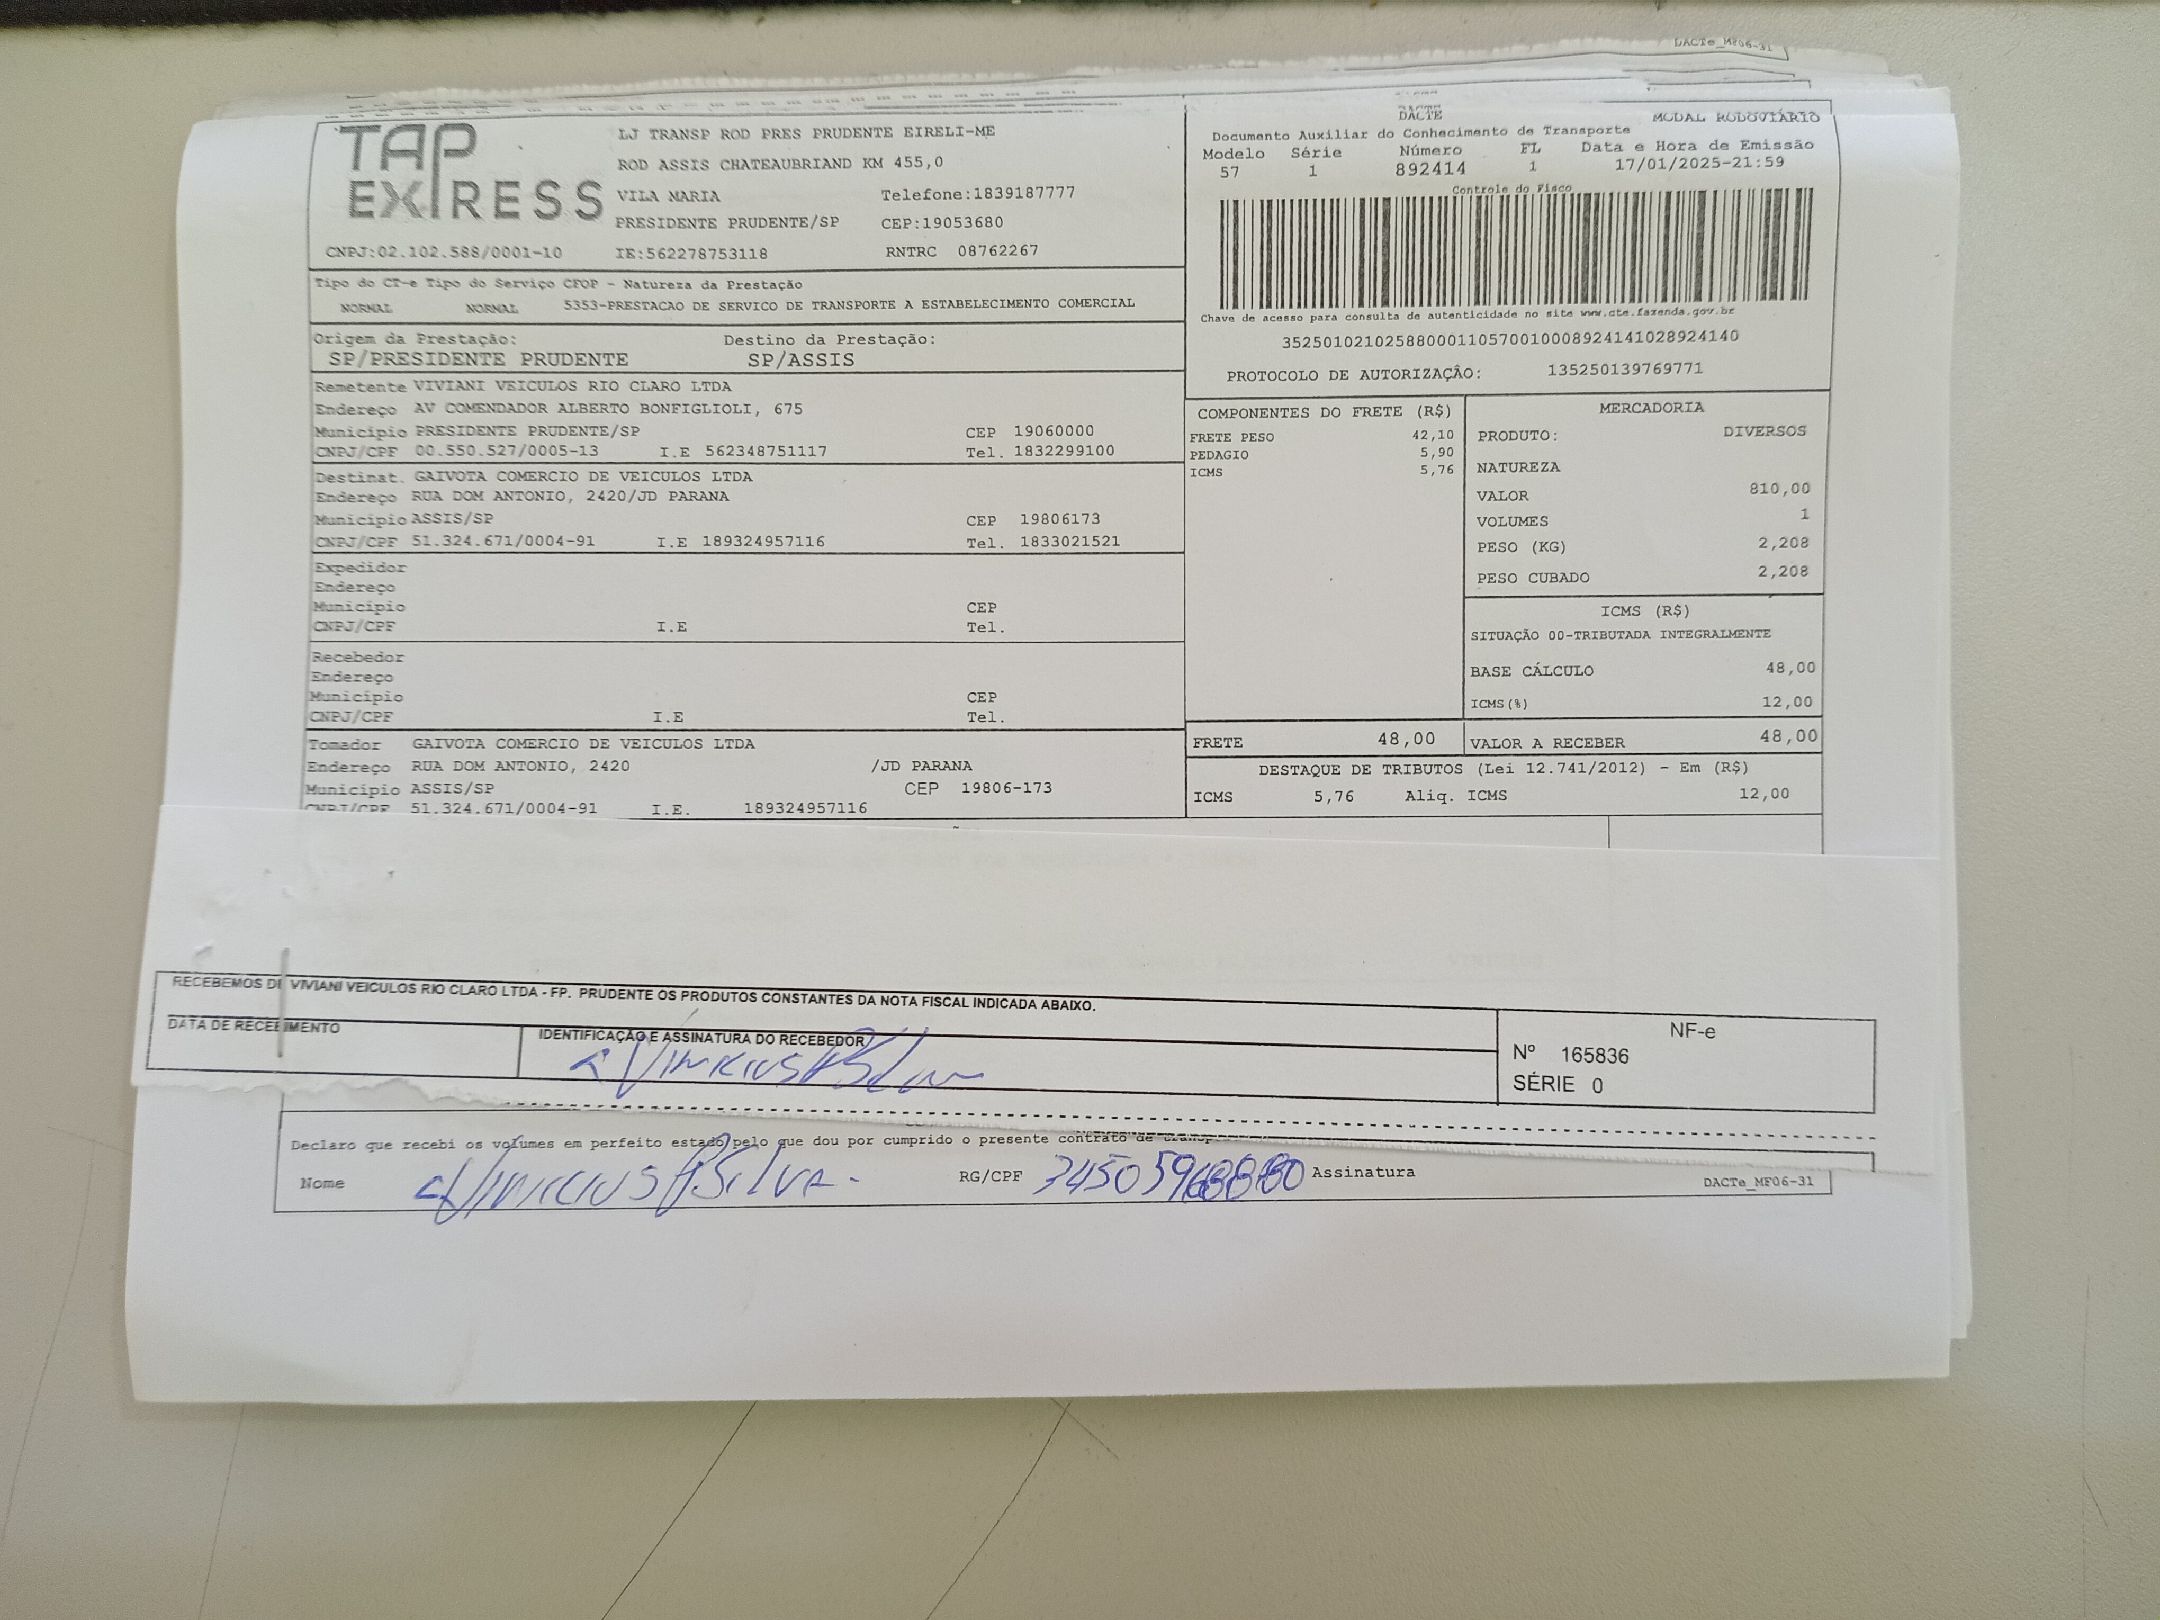 DACTe_MF06-31
TAP EXPRESS
LJ TRANSP ROD PRES PRUDENTE EIRELI-ME
ROD ASSIS CHATEAUBRIAND KM 455,0
VILA MARIA Telefone:1839187777
PRESIDENTE PRUDENTE/SP CEP:19053680
CNPJ:02.102.588/0001-10 IE:562278753118 RNTRC 08762267
DACTE MODAL RODOVIÁRIO
Documento Auxiliar do Conhecimento de Transporte
Modelo Série Número FL Data e Hora de Emissão
57 1 892414 1 17/01/2025-21:59
Controle do Fisco
Chave de acesso para consulta de autenticidade no site www.cte.fazenda.gov.br
35250102102588000110570010008924141028924140
PROTOCOLO DE AUTORIZAÇÃO: 135250139769771
Tipo do CT-e Tipo do Serviço CFOP - Natureza da Prestação
NORMAL NORMAL 5353-PRESTACAO DE SERVICO DE TRANSPORTE A ESTABELECIMENTO COMERCIAL
Origem da Prestação: Destino da Prestação:
SP/PRESIDENTE PRUDENTE SP/ASSIS
Remetente VIVIANI VEICULOS RIO CLARO LTDA
Endereço AV COMENDADOR ALBERTO BONFIGLIOLI, 675
Município PRESIDENTE PRUDENTE/SP CEP 19060000
CNPJ/CPF 00.550.527/0005-13 I.E 562348751117 Tel. 1832299100
Destinat. GAIVOTA COMERCIO DE VEICULOS LTDA
Endereço RUA DOM ANTONIO, 2420/JD PARANA
Município ASSIS/SP CEP 19806173
CNPJ/CPF 51.324.671/0004-91 I.E 189324957116 Tel. 1833021521
Expedidor
Endereço
Município CEP
CNPJ/CPF I.E Tel.
Recebedor
Endereço
Município CEP
CNPJ/CPF I.E Tel.
Tomador GAIVOTA COMERCIO DE VEICULOS LTDA
Endereço RUA DOM ANTONIO, 2420 /JD PARANA
Município ASSIS/SP CEP 19806-173
CNPJ/CPF 51.324.671/0004-91 I.E. 189324957116
COMPONENTES DO FRETE (R$)
FRETE PESO 42,10
PEDAGIO 5,90
ICMS 5,76
MERCADORIA
PRODUTO: DIVERSOS
NATUREZA
VALOR 810,00
VOLUMES 1
PESO (KG) 2,208
PESO CUBADO 2,208
ICMS (R$)
SITUAÇÃO 00-TRIBUTADA INTEGRALMENTE
BASE CÁLCULO 48,00
ICMS(%) 12,00
FRETE 48,00 VALOR A RECEBER 48,00
DESTAQUE DE TRIBUTOS (Lei 12.741/2012) - Em (R$)
ICMS 5,76 Aliq. ICMS 12,00
RECEBEMOS DE VIVIANI VEICULOS RIO CLARO LTDA - FP. PRUDENTE OS PRODUTOS CONSTANTES DA NOTA FISCAL INDICADA ABAIXO.
DATA DE RECEBIMENTO IDENTIFICAÇÃO E ASSINATURA DO RECEBEDOR
Vinicius A Silva
NF-e
Nº 165836
SÉRIE 0
Declaro que recebi os volumes em perfeito estado pelo que dou por cumprido o presente contrato de
Nome Vinicius A Silva. RG/CPF Assinatura
DACTe_MF06-31